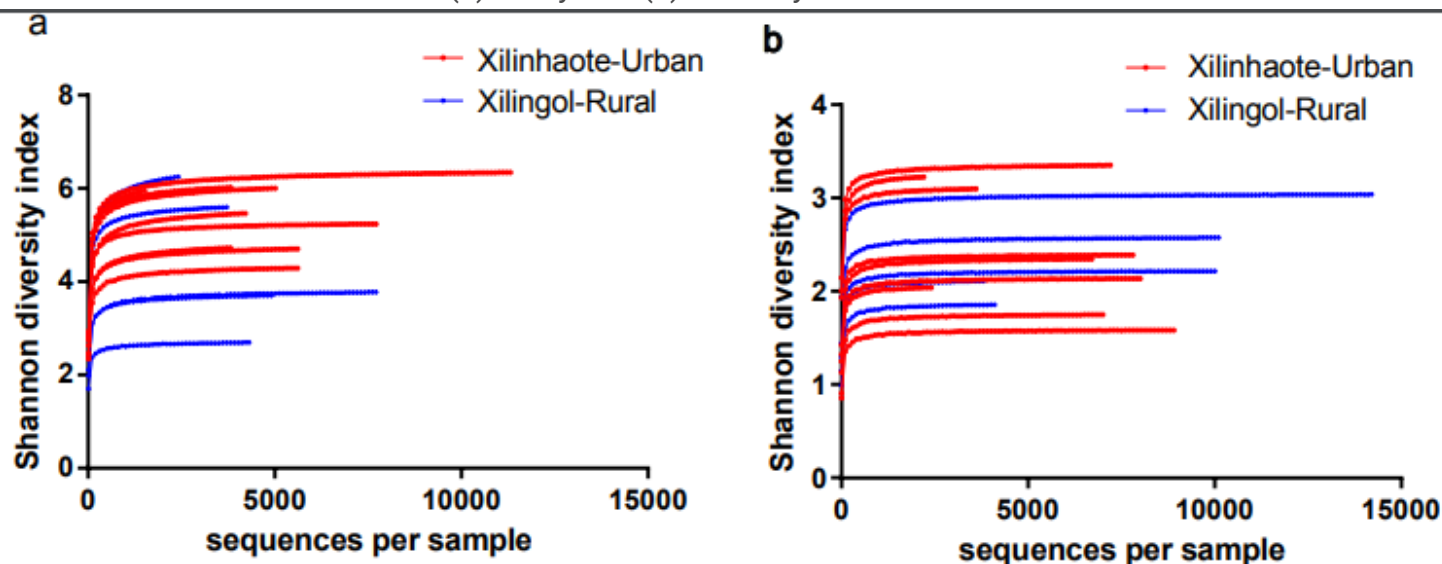 a
Xilinhaote-Urban
Xilingol-Rural
Shannon diversity index
8
6
4
2
0
0 5000 10000 15000
sequences per sample
b
Xilinhaote-Urban
Xilingol-Rural
Shannon diversity index
4
3
2
1
0
0 5000 10000 15000
sequences per sample